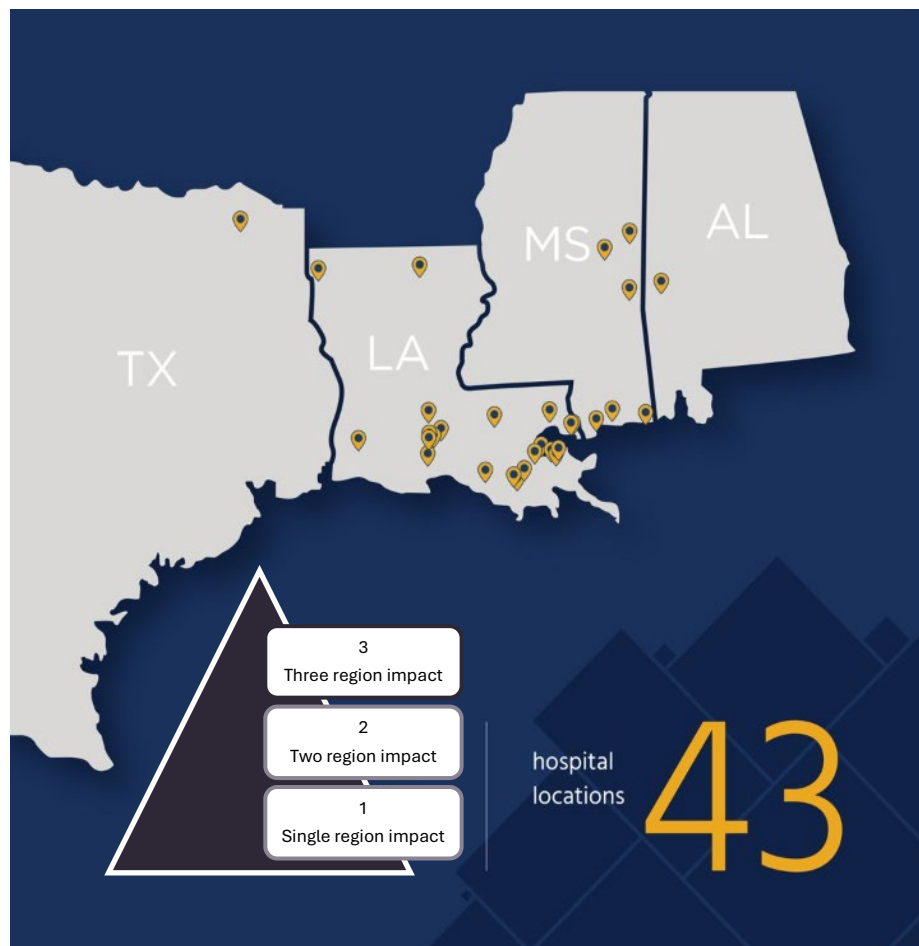 MS
AL
LA
TX
3
Three region impact
2
Two region impact
1
Single region impact
hospital
locations
43